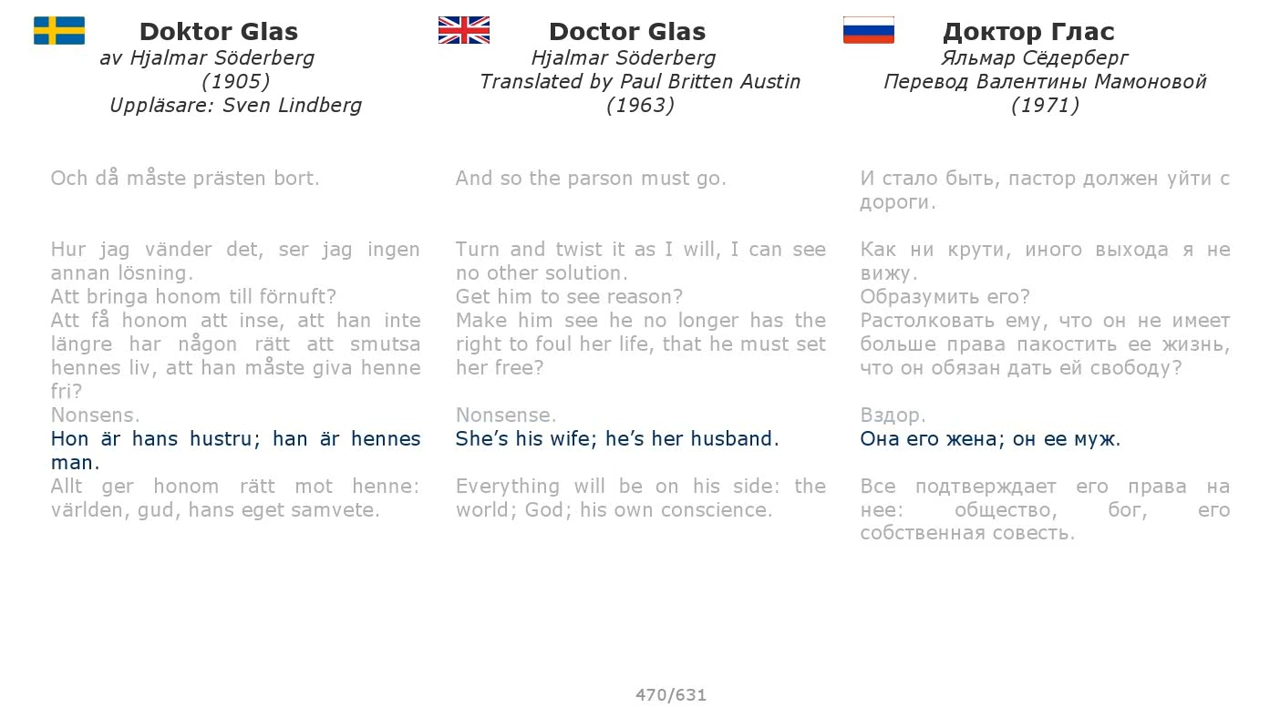 Doktor Glas
av Hjalmar Söderberg
(1905)
Uppläsare: Sven Lindberg
Och då måste prästen bort.
Hur jag vänder det, ser jag ingen
annan lösning.
Att bringa honom till förnuft?
Att få honom att inse, att han inte
längre har någon rätt att smutsa
hennes liv, att han måste giva henne
fri?
Nonsens.
Hon är hans hustru; han är hennes
man.
Allt ger honom rätt mot henne:
världen, gud, hans eget samvete.
Doctor Glas
Hjalmar Söderberg
Translated by Paul Britten Austin
(1963)
And so the parson must go.
Turn and twist it as I will, I can see
no other solution.
Get him to see reason?
Make him see he no longer has the
right to foul her life, that he must set
her free?
Nonsense.
She’s his wife; he’s her husband.
Everything will be on his side: the
world; God; his own conscience.
Доктор Глас
Яльмар Сёдерберг
Перевод Валентины Мамоновой
(1971)
И стало быть, пастор должен уйти с
дороги.
Как ни крути, иного выхода я не
вижу.
Образумить его?
Растолковать ему, что он не имеет
больше права пакостить ее жизнь,
что он обязан дать ей свободу?
Вздор.
Она его жена; он ее муж.
Все подтверждает его права на
нее: общество, бог, его
собственная совесть.
470/631